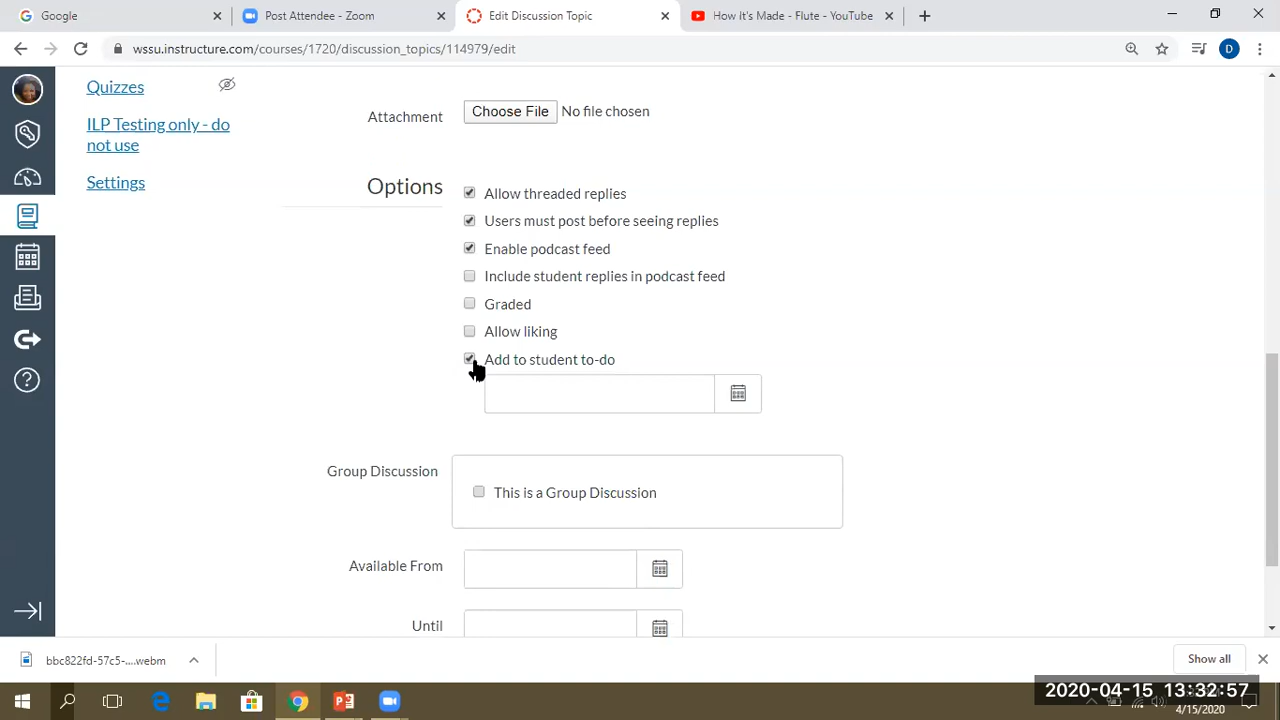 Google
Post Attendee - Zoom
Edit Discussion Topic
How it's Made - Flute - YouTube
wssu.instructure.com/courses/1720/discussion_topics/114979/edit
D
Quizzes
ILP Testing only - do
not use
Settings
Attachment
Choose File No file chosen
Options
Allow threaded replies
Users must post before seeing replies
Enable podcast feed
Include student replies in podcast feed
Graded
Allow liking
Add to student to-do
Group Discussion
This is a Group Discussion
Available From
Until
bbc822fd-57c5-....webm
Show all
2020-04-15 13:32:57
4/15/2020